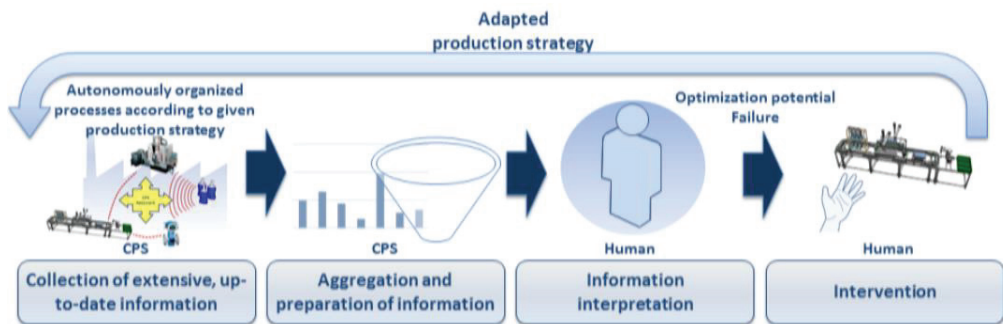 Adapted
production strategy
Autonomously organized
processes according to given
production strategy
Optimization potential
Failure
CPS
CPS
Human
Human
Collection of extensive, up-
to-date information
Aggregation and
preparation of information
Information
interpretation
Intervention